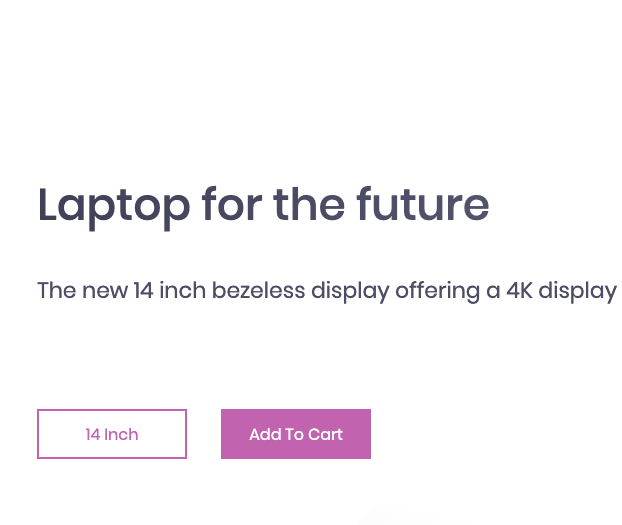 Laptop for the future
The new 14 inch bezeless display offering a 4K display
14 Inch
Add To Cart